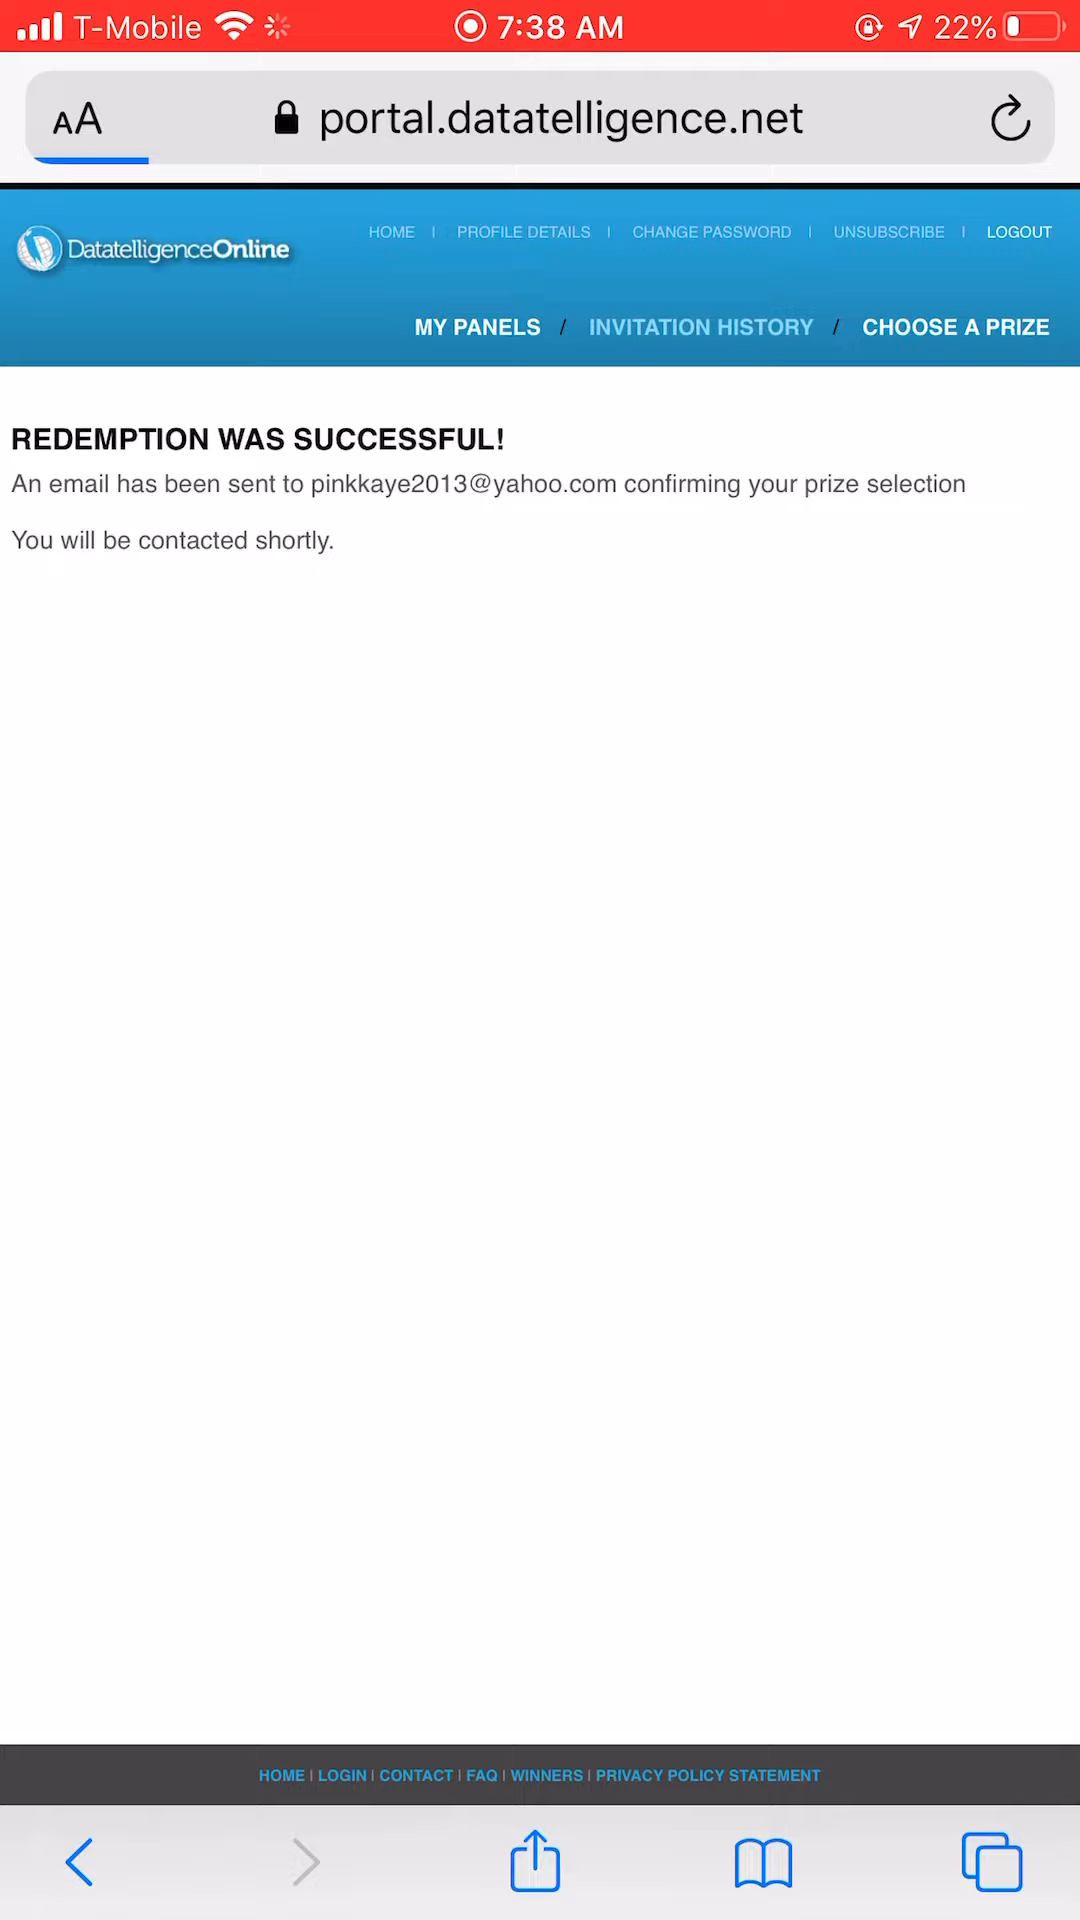 T-Mobile 7:38 AM 22%
AA portal.datatelligence.net
DatatelligenceOnline
HOME | PROFILE DETAILS | CHANGE PASSWORD | UNSUBSCRIBE | LOGOUT
MY PANELS / INVITATION HISTORY / CHOOSE A PRIZE
REDEMPTION WAS SUCCESSFUL!
An email has been sent to pinkkaye2013@yahoo.com confirming your prize selection
You will be contacted shortly.
HOME | LOGIN | CONTACT | FAQ | WINNERS | PRIVACY POLICY STATEMENT